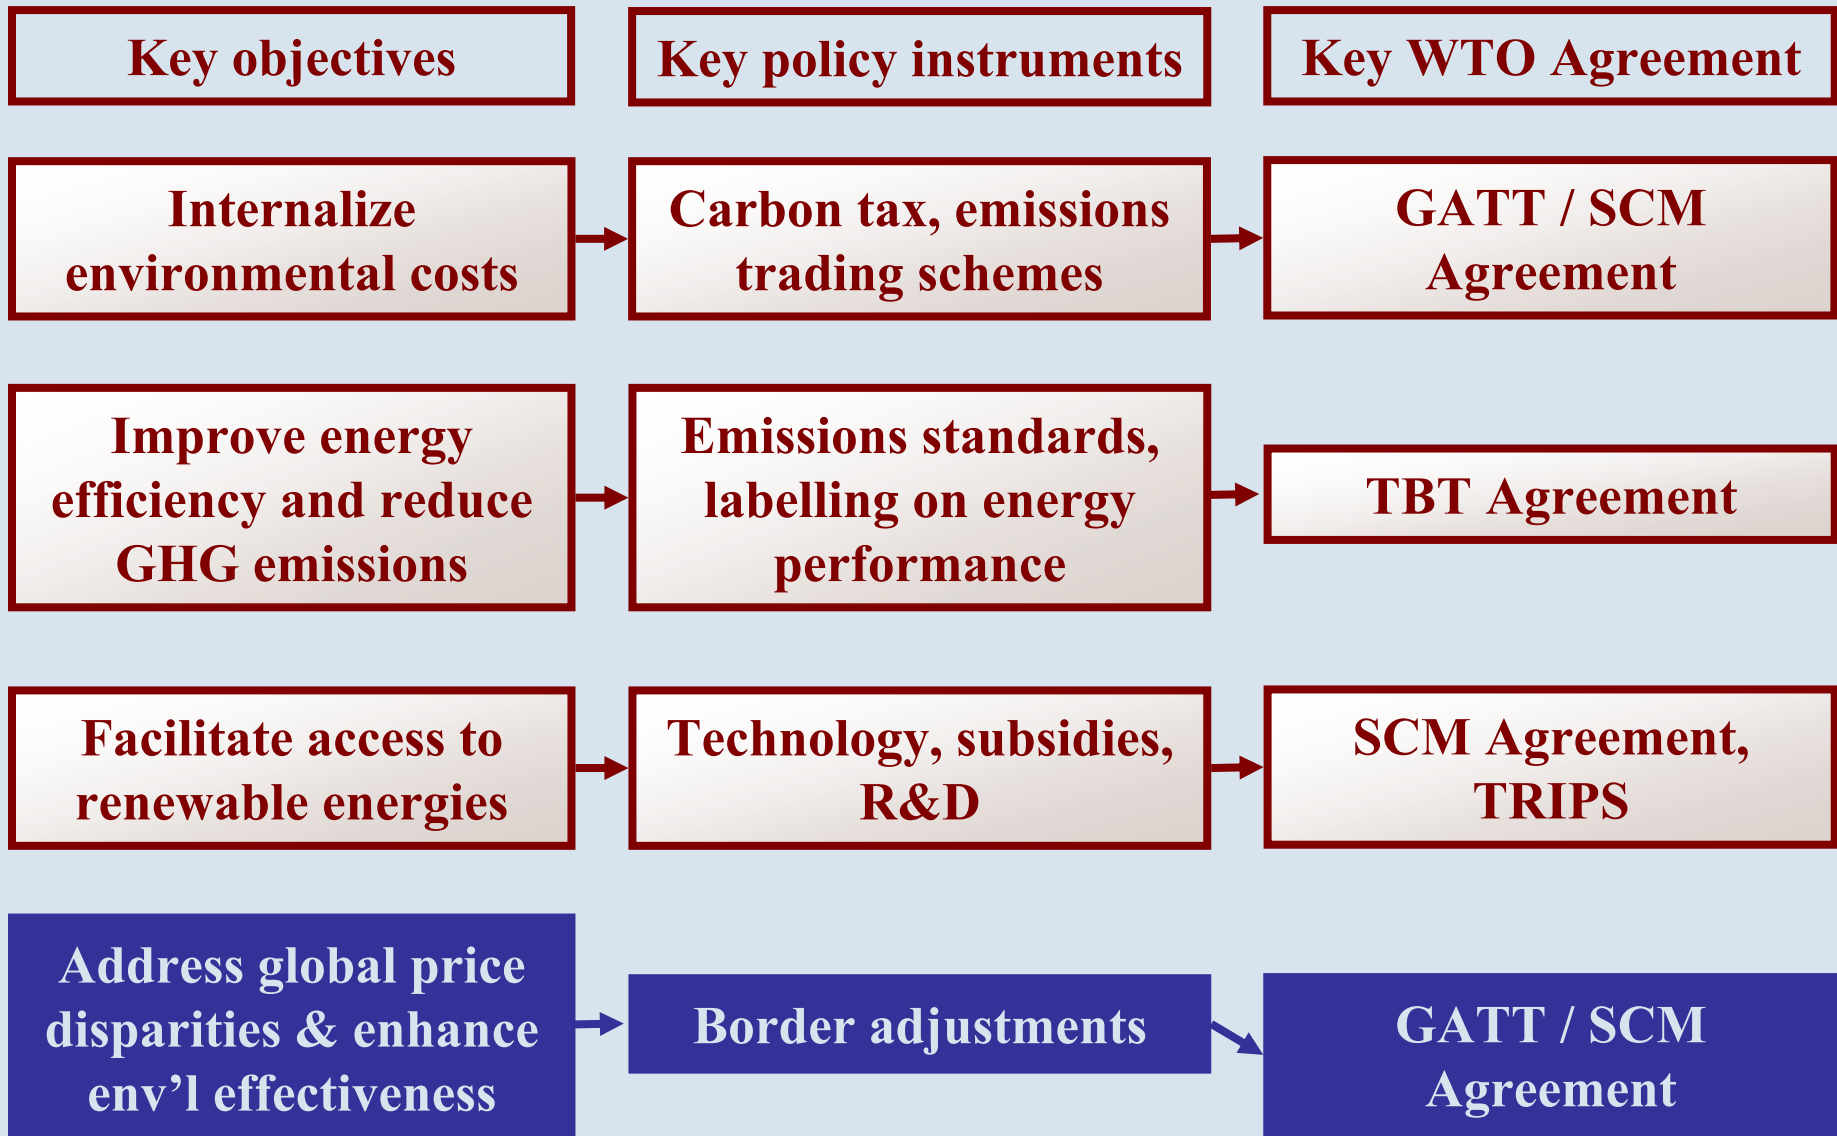 Key objectives
Key policy instruments
Key WTO Agreement
Internalize
environmental costs
Carbon tax, emissions
trading schemes
GATT / SCM
Agreement
Improve energy
efficiency and reduce
GHG emissions
Emissions standards,
labelling on energy
performance
TBT Agreement
Facilitate access to
renewable energies
Technology, subsidies,
R&D
SCM Agreement,
TRIPS
Address global price
disparities & enhance
env’l effectiveness
Border adjustments
GATT / SCM
Agreement